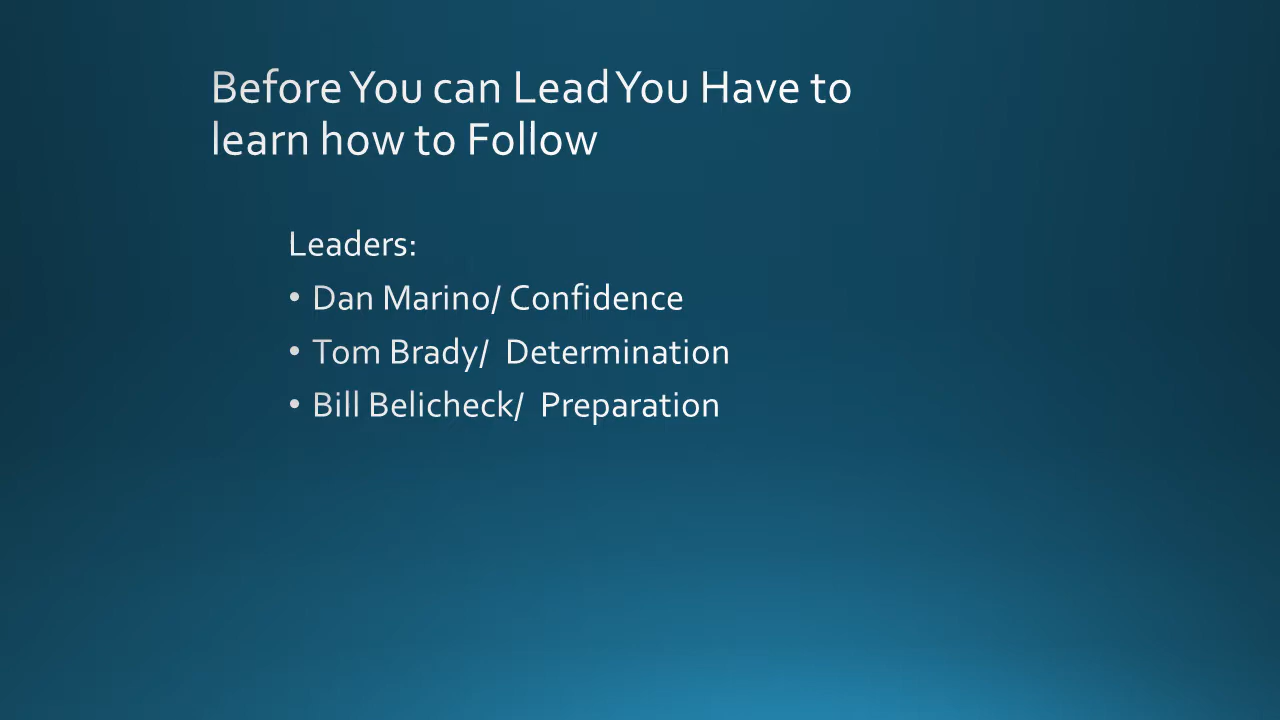 Before You can Lead You Have to
learn how to Follow
Leaders:
• Dan Marino/ Confidence
• Tom Brady/  Determination
• Bill Belicheck/  Preparation